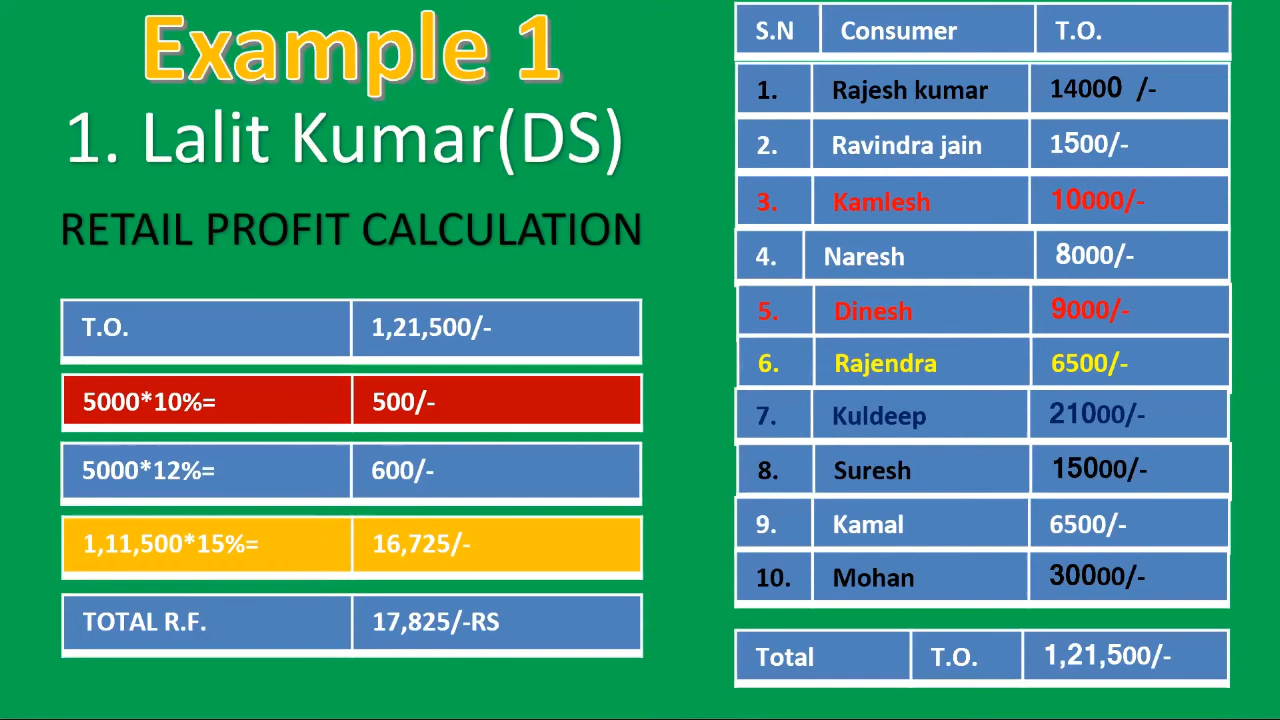 Example 1
1. Lalit Kumar(DS)
RETAIL PROFIT CALCULATION
T.O. 1,21,500/-
5000*10%= 500/-
5000*12%= 600/-
1,11,500*15%= 16,725/-
TOTAL R.F. 17,825/-RS
S.N Consumer T.O.
1. Rajesh kumar 14000 /-
2. Ravindra jain 1500/-
3. Kamlesh 10000/-
4. Naresh 8000/-
5. Dinesh 9000/-
6. Rajendra 6500/-
7. Kuldeep 21000/-
8. Suresh 15000/-
9. Kamal 6500/-
10. Mohan 30000/-
Total T.O. 1,21,500/-